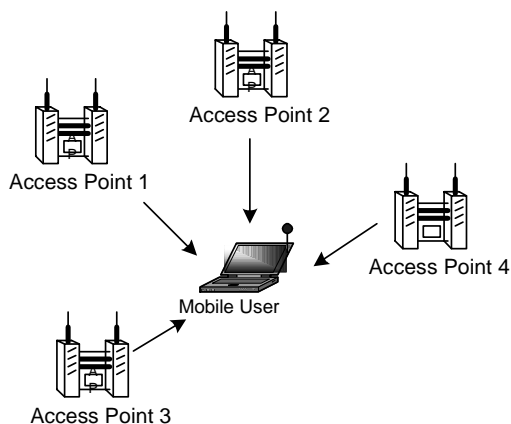 Access Point 2
Access Point 1
Access Point 4
Mobile User
Access Point 3